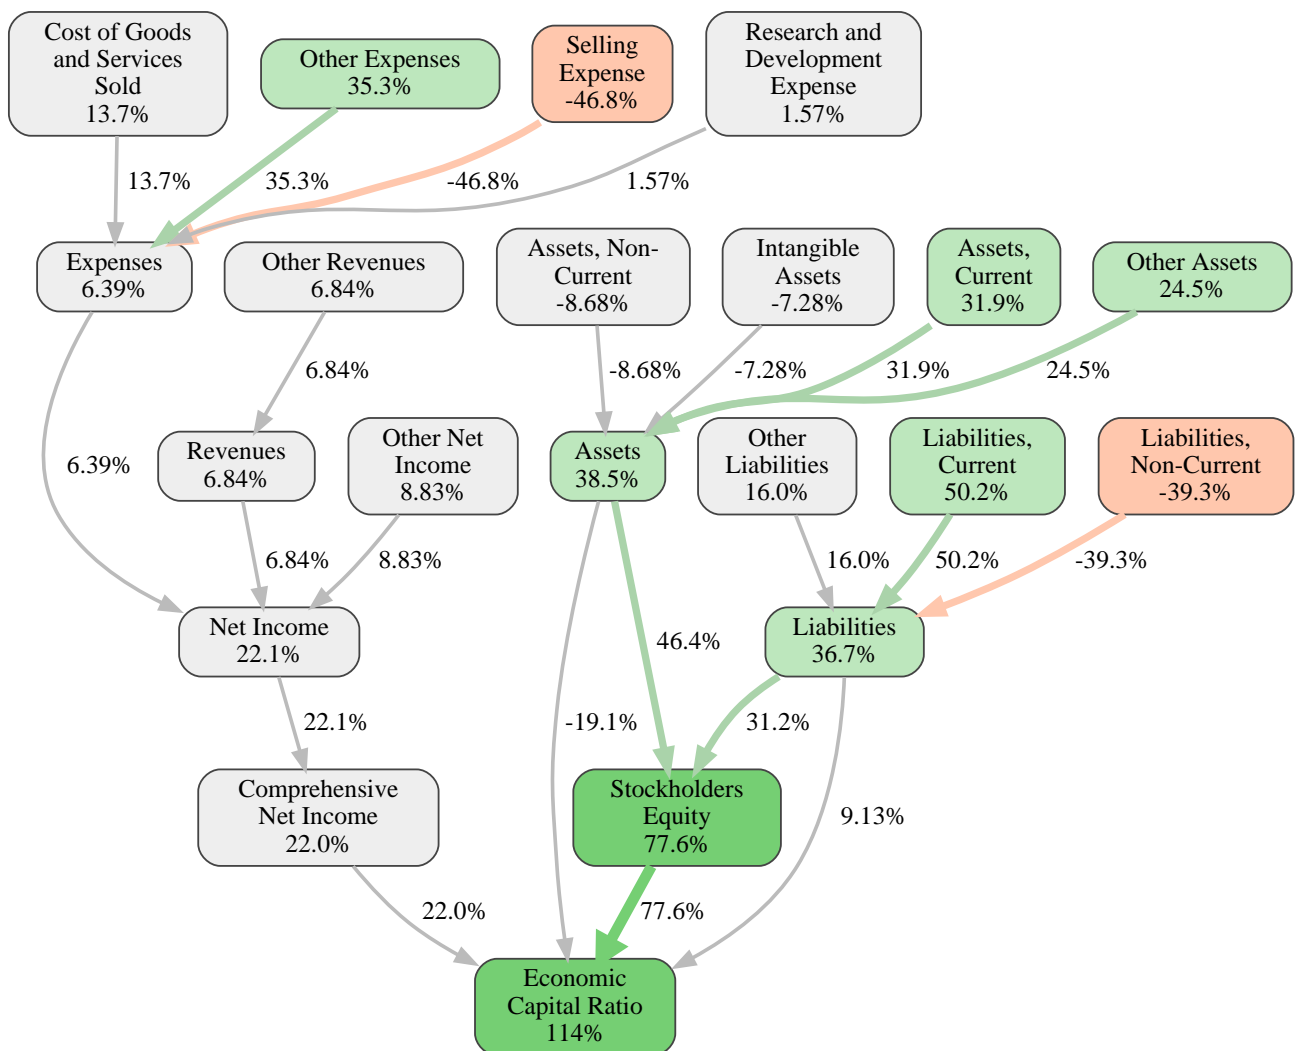 Cost of Goods
and Services
Sold
13.7%
Other Expenses
35.3%
Selling
Expense
-46.8%
Research and
Development
Expense
1.57%
13.7%
35.3%
-46.8%
1.57%
Expenses
6.39%
Other Revenues
6.84%
Assets, Non-
Current
-8.68%
Intangible
Assets
-7.28%
Assets,
Current
31.9%
Other Assets
24.5%
6.84%
-8.68%
-7.28%
31.9%
24.5%
6.39%
Revenues
6.84%
Other Net
Income
8.83%
Assets
38.5%
Other
Liabilities
16.0%
Liabilities,
Current
50.2%
Liabilities,
Non-Current
-39.3%
6.84%
8.83%
16.0%
50.2%
-39.3%
Net Income
22.1%
46.4%
Liabilities
36.7%
22.1%
-19.1%
31.2%
Comprehensive
Net Income
22.0%
Stockholders
Equity
77.6%
9.13%
22.0%
77.6%
Economic
Capital Ratio
114%